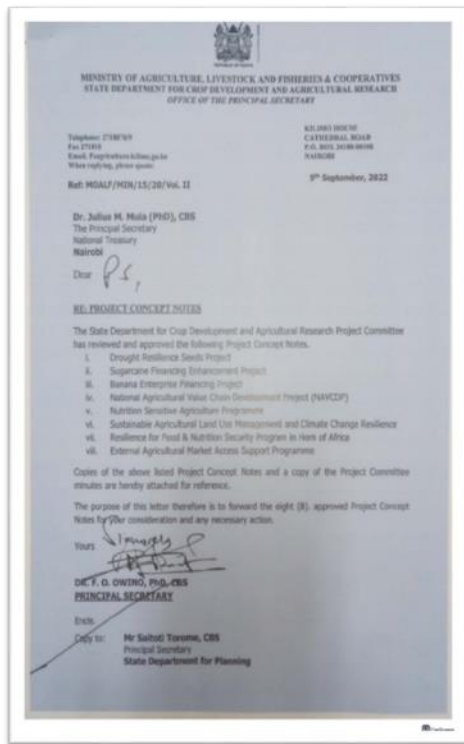 REPUBLIC OF KENYA
MINISTRY OF AGRICULTURE, LIVESTOCK AND FISHERIES & COOPERATIVES
STATE DEPARTMENT FOR CROP DEVELOPMENT AND AGRICULTURAL RESEARCH
OFFICE OF THE PRINCIPAL SECRETARY
Telephone:
Fax
Email:
When replying, please quote:
KILIMO HOUSE
CATHEDRAL ROAD
P.O. BOX
NAIROBI
Ref: MOALF/MIN/15/20/Vol. II
5th September, 2022
Dr. Julius M. Muia (PhD), CBS
The Principal Secretary
National Treasury
Nairobi
Dear PS,
RE: PROJECT CONCEPT NOTES
The State Department for Crop Development and Agricultural Research Project Committee
has reviewed and approved the following Project Concept Notes.
i. Drought Resilience Seeds Project
ii. Sugarcane Financing Enhancement Project
iii. Banana Enterprise Financing Project
iv. National Agricultural Value Chain Development Project (NAVCDP)
v. Nutrition Sensitive Agriculture Programme
vi. Sustainable Agricultural Land Use Management and Climate Change Resilience
vii. Resilience for Food & Nutrition Security Program in Horn of Africa
viii. External Agricultural Market Access Support Programme
Copies of the above listed Project Concept Notes and a copy of the Project Committee
minutes are hereby attached for reference.
The purpose of this letter therefore is to forward the eight (8). approved Project Concept
Notes for your consideration and any necessary action.
Yours
DR. F. O. OWINO, PhD, CBS
PRINCIPAL SECRETARY
Encls.
Copy to: Mr Saitoti Torome, CBS
Principal Secretary
State Department for Planning